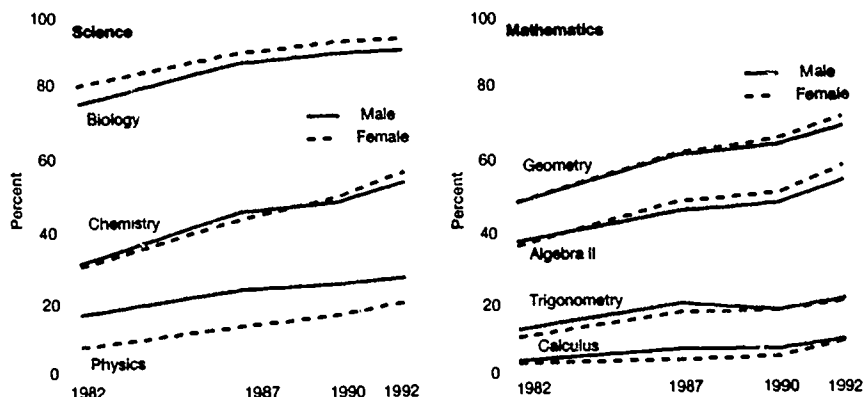 Science
100
80
60
40
20
0
Percent
Male
Female
Biology
Chemistry
Physics
1982
1987
1990
1992
Mathematics
100
80
60
40
20
0
Percent
Male
Female
Geometry
Algebra II
Trigonometry
Calculus
1982
1987
1990
1992